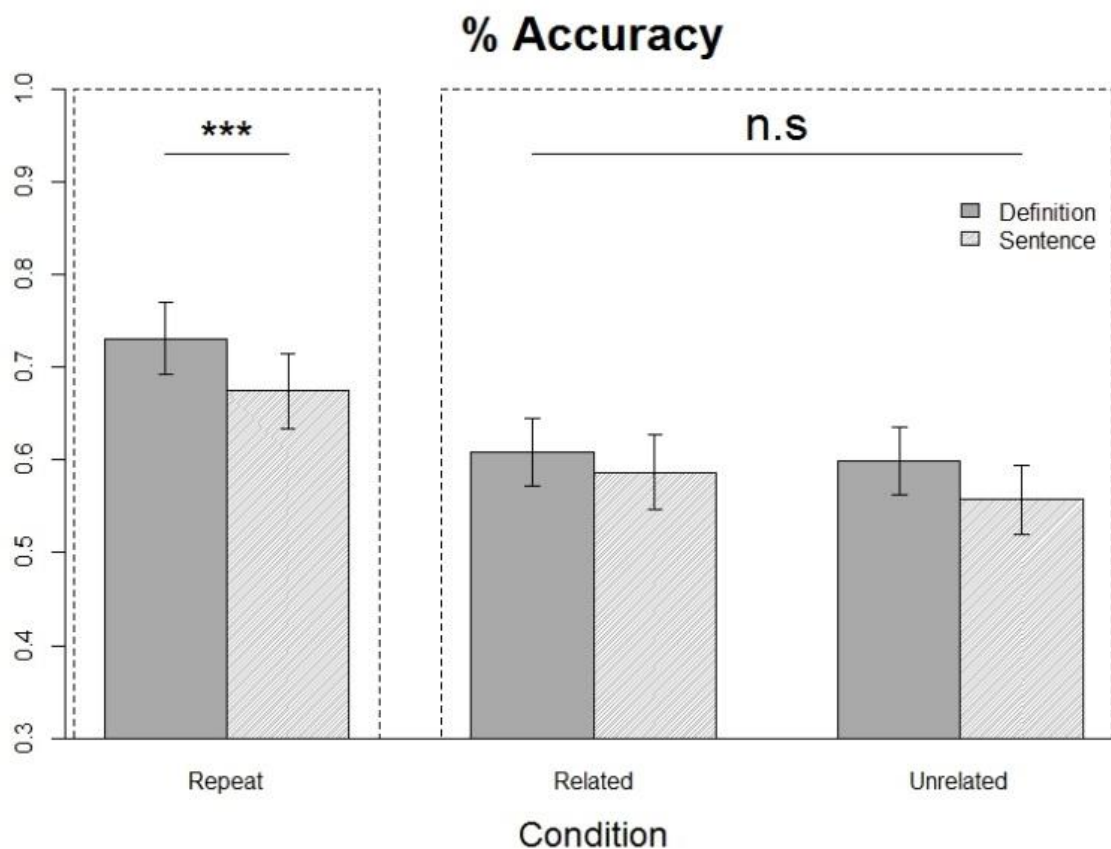 % Accuracy
1.0
0.9
0.8
0.7
0.6
0.5
0.4
0.3
***
n.s
Definition
Sentence
Repeat Related Unrelated
Condition